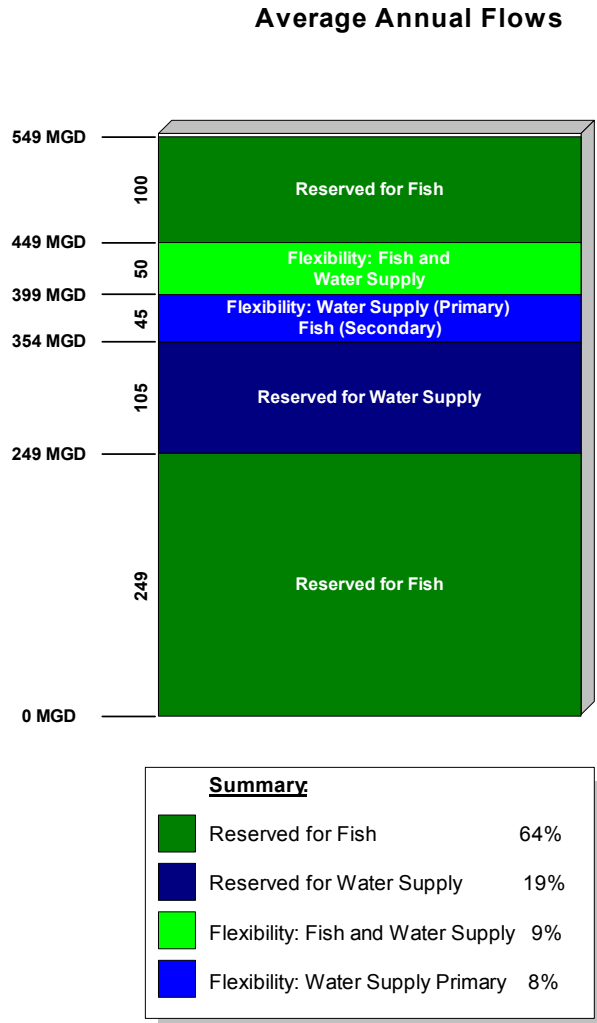 Average Annual Flows
549 MGD
100
Reserved for Fish
449 MGD
50
Flexibility: Fish and
Water Supply
399 MGD
45
Flexibility: Water Supply (Primary)
Fish (Secondary)
354 MGD
105
Reserved for Water Supply
249 MGD
249
Reserved for Fish
0 MGD
Summary:
Reserved for Fish 64%
Reserved for Water Supply 19%
Flexibility: Fish and Water Supply 9%
Flexibility: Water Supply Primary 8%